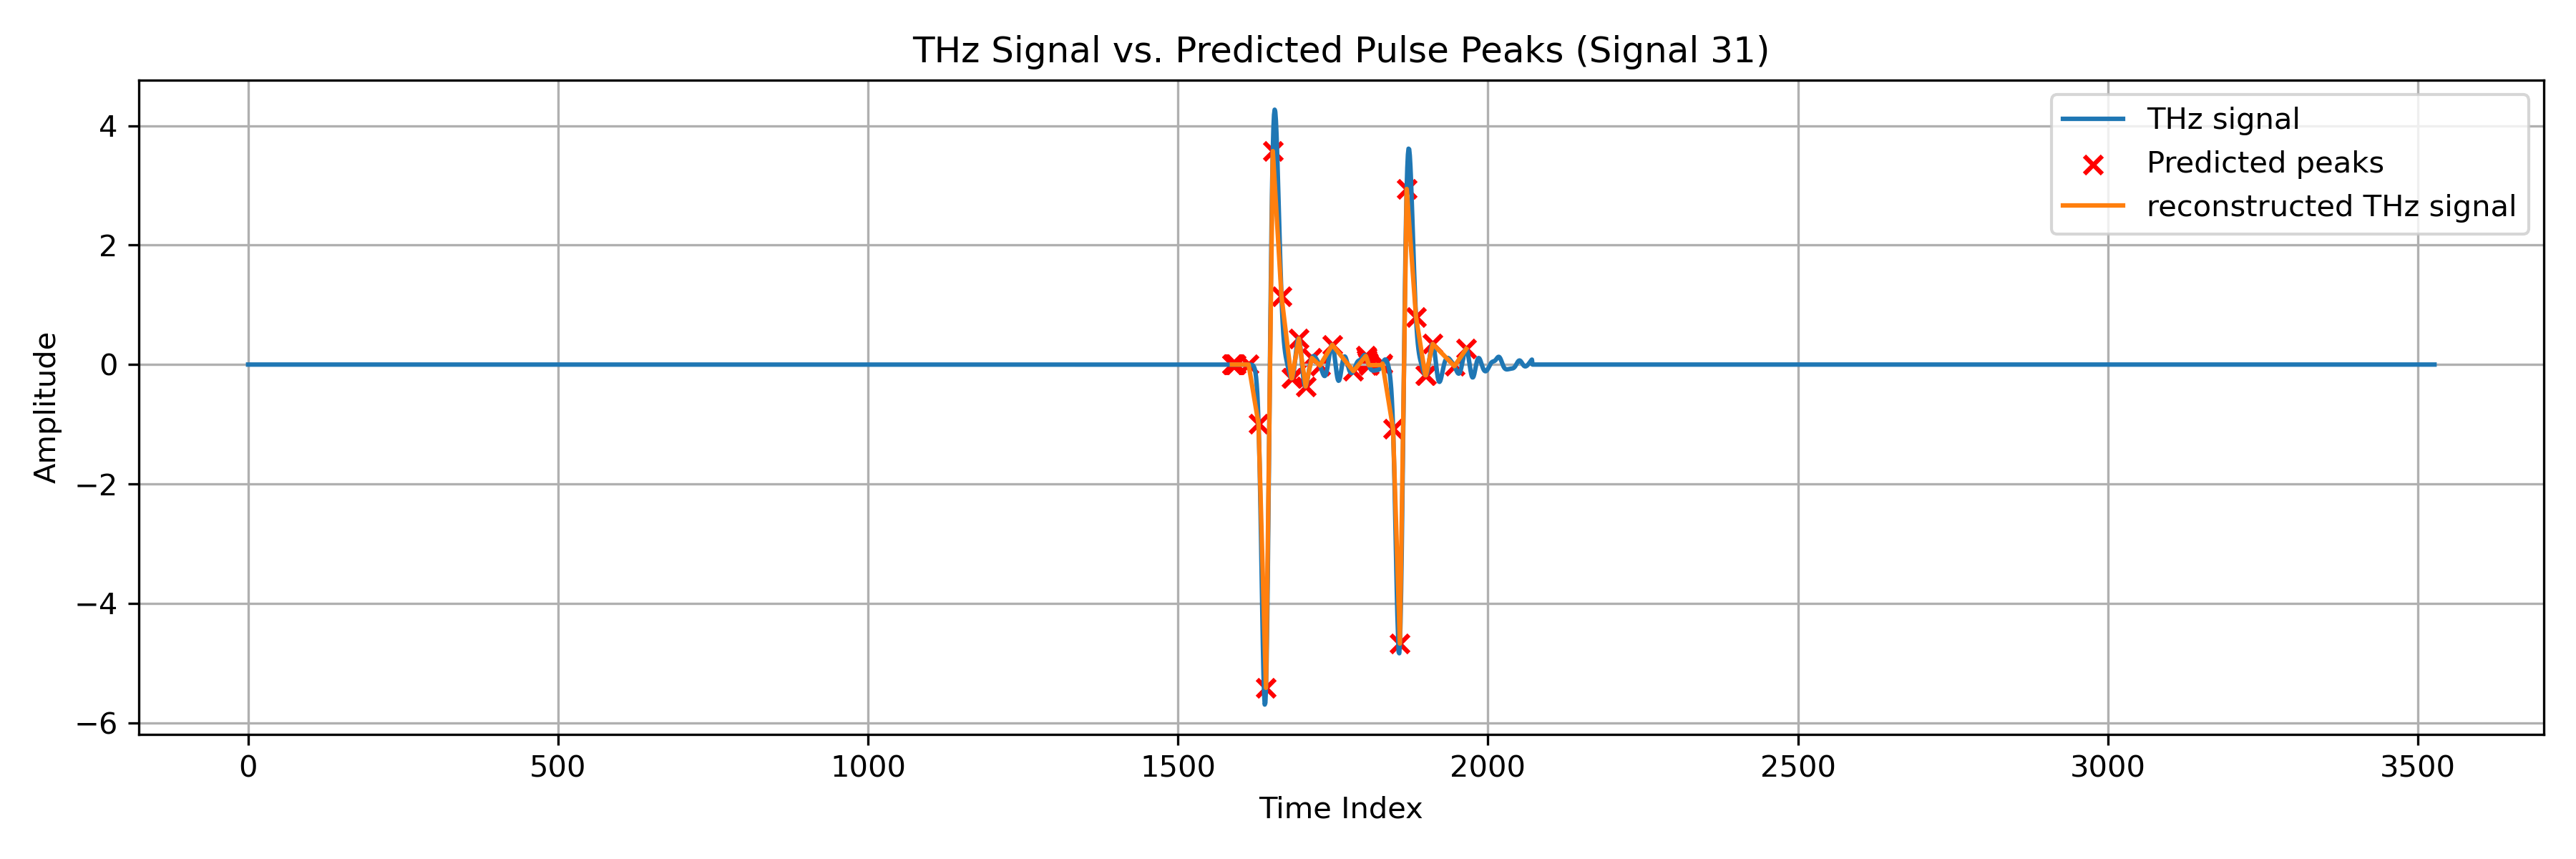 THz Signal vs. Predicted Pulse Peaks (Signal 31)
THz signal
Predicted peaks
reconstructed THz signal
Amplitude
4
2
0
−2
−4
−6
0 500 1000 1500 2000 2500 3000 3500
Time Index